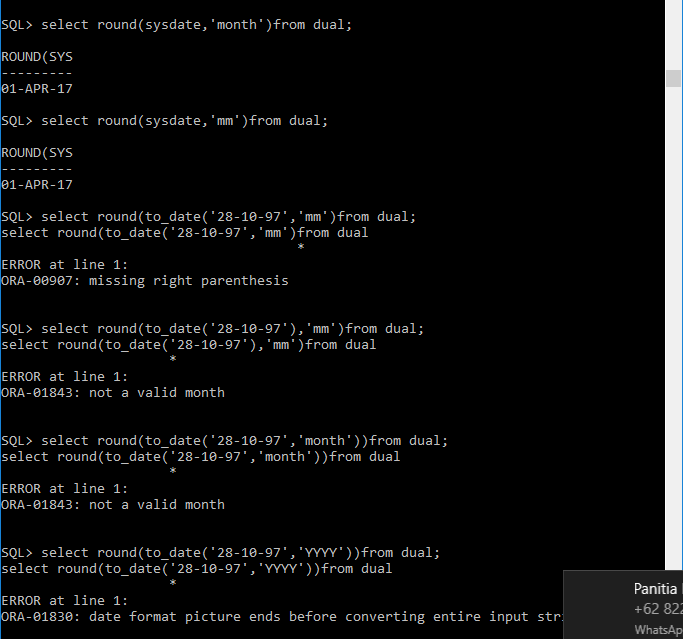 SQL> select round(sysdate,'month')from dual;
ROUND(SYS
---------
01-APR-17
SQL> select round(sysdate,'mm')from dual;
ROUND(SYS
---------
01-APR-17
SQL> select round(to_date('28-10-97','mm')from dual;
select round(to_date('28-10-97','mm')from dual
*
ERROR at line 1:
ORA-00907: missing right parenthesis
SQL> select round(to_date('28-10-97'),'mm')from dual;
select round(to_date('28-10-97'),'mm')from dual
*
ERROR at line 1:
ORA-01843: not a valid month
SQL> select round(to_date('28-10-97','month'))from dual;
select round(to_date('28-10-97','month'))from dual
*
ERROR at line 1:
ORA-01843: not a valid month
SQL> select round(to_date('28-10-97','YYYY'))from dual;
select round(to_date('28-10-97','YYYY'))from dual
*
ERROR at line 1:
ORA-01830: date format picture ends before converting entire input stri
Panitia
+62 822
WhatsAp